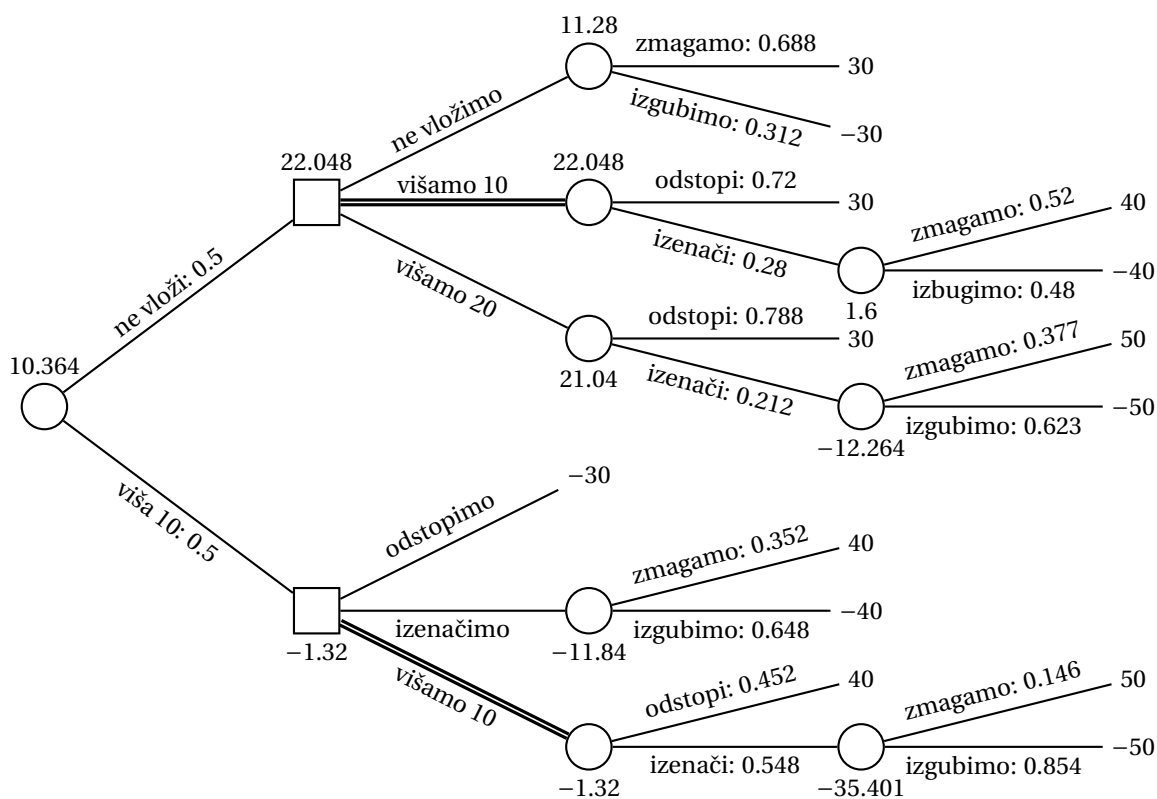 11.28
zmagamo: 0.688
30
izgubimo: 0.312
−30
ne vložimo
22.048
višamo 10
22.048
odstopi: 0.72
30
izenači: 0.28
zmagamo: 0.52
40
izbugimo: 0.48
−40
1.6
višamo 20
odstopi: 0.788
30
21.04
izenači: 0.212
zmagamo: 0.377
50
izgubimo: 0.623
−50
−12.264
ne vloži: 0.5
10.364
viša 10: 0.5
odstopimo
−30
izenačimo
−1.32
zmagamo: 0.352
40
izgubimo: 0.648
−40
−11.84
višamo 10
odstopi: 0.452
40
izenači: 0.548
−1.32
zmagamo: 0.146
50
izgubimo: 0.854
−50
−35.401